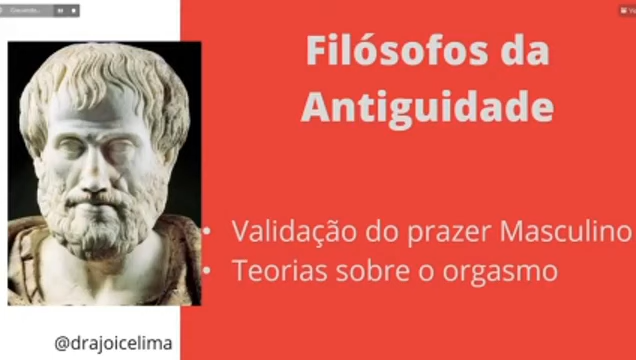 Filósofos da
Antiguidade
• Validação do prazer Masculino
• Teorias sobre o orgasmo
@drajoicelima